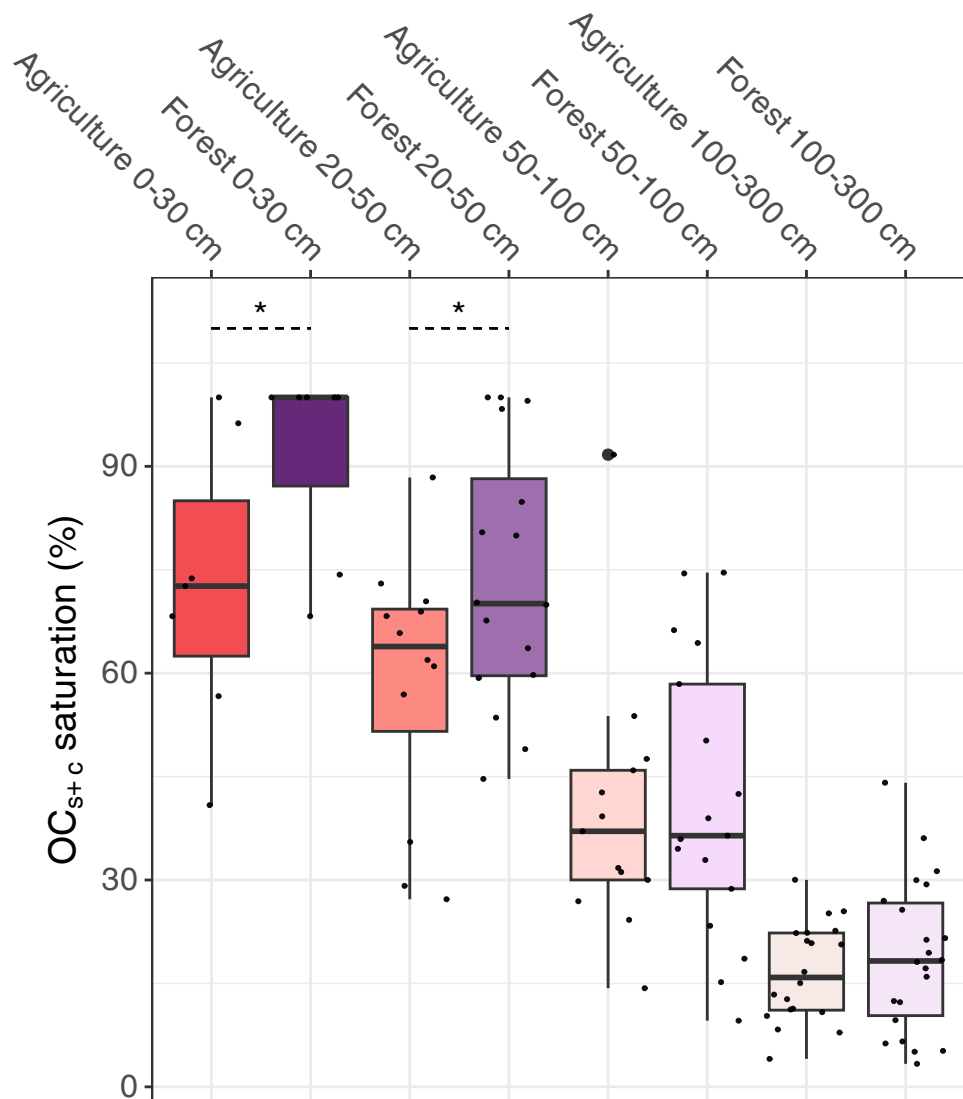 Agriculture 0-30 cm
Forest 0-30 cm
Agriculture 20-50 cm
Forest 20-50 cm
Agriculture 50-100 cm
Forest 50-100 cm
Agriculture 100-300 cm
Forest 100-300 cm
* *
90
60
30
0
OCs+c saturation (%)